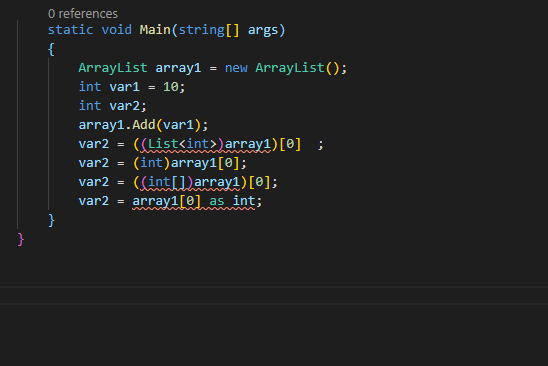 0 references
static void Main(string[] args)
{
ArrayList array1 = new ArrayList();
int var1 = 10;
int var2;
array1.Add(var1);
var2 = ((List<int>)array1)[0]  ;
var2 = (int)array1[0];
var2 = ((int[])array1)[0];
var2 = array1[0] as int;
}
}